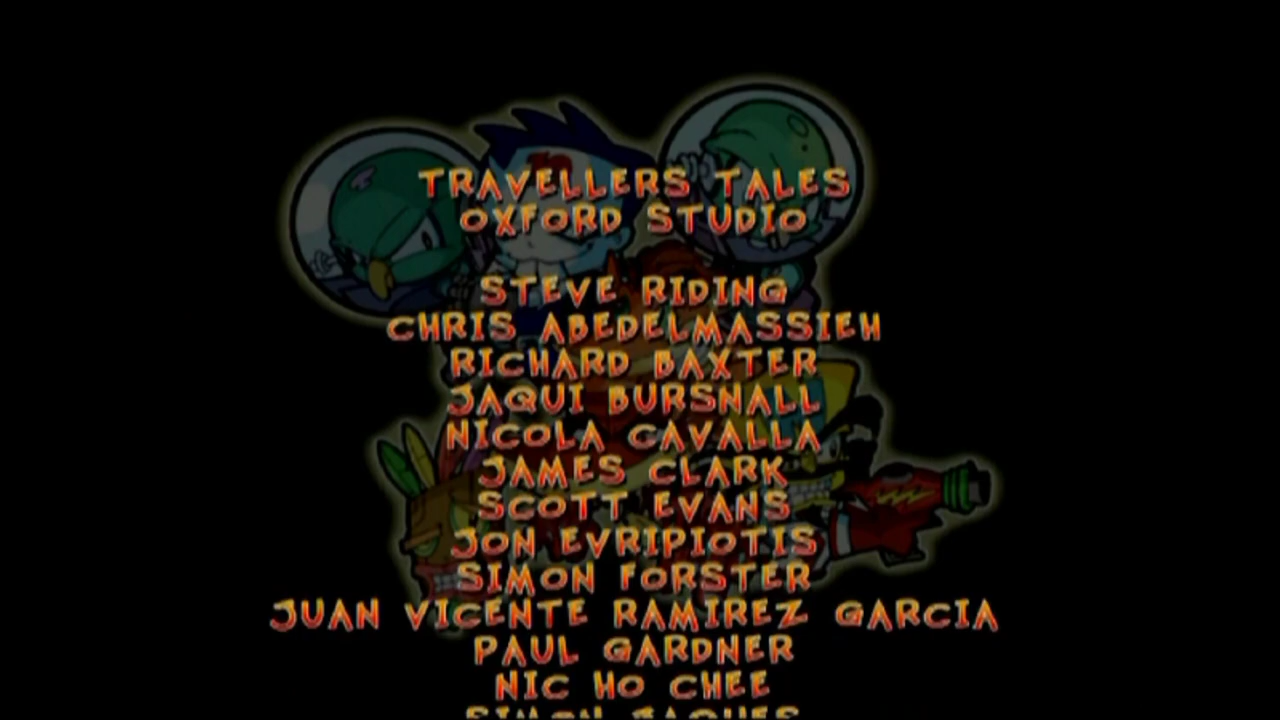 TRAVELLERS TALES
OXFORD STUDIO
STEVE RIDING
CHRIS ABEDELMASSIEH
RICHARD BAXTER
JAQUI BURSNALL
NICOLA CAVALLA
JAMES CLARK
SCOTT EVANS
JON EVRIPIOTIS
SIMON FORSTER
JUAN VICENTE RAMIREZ GARCIA
PAUL GARDNER
NIC HO CHEE